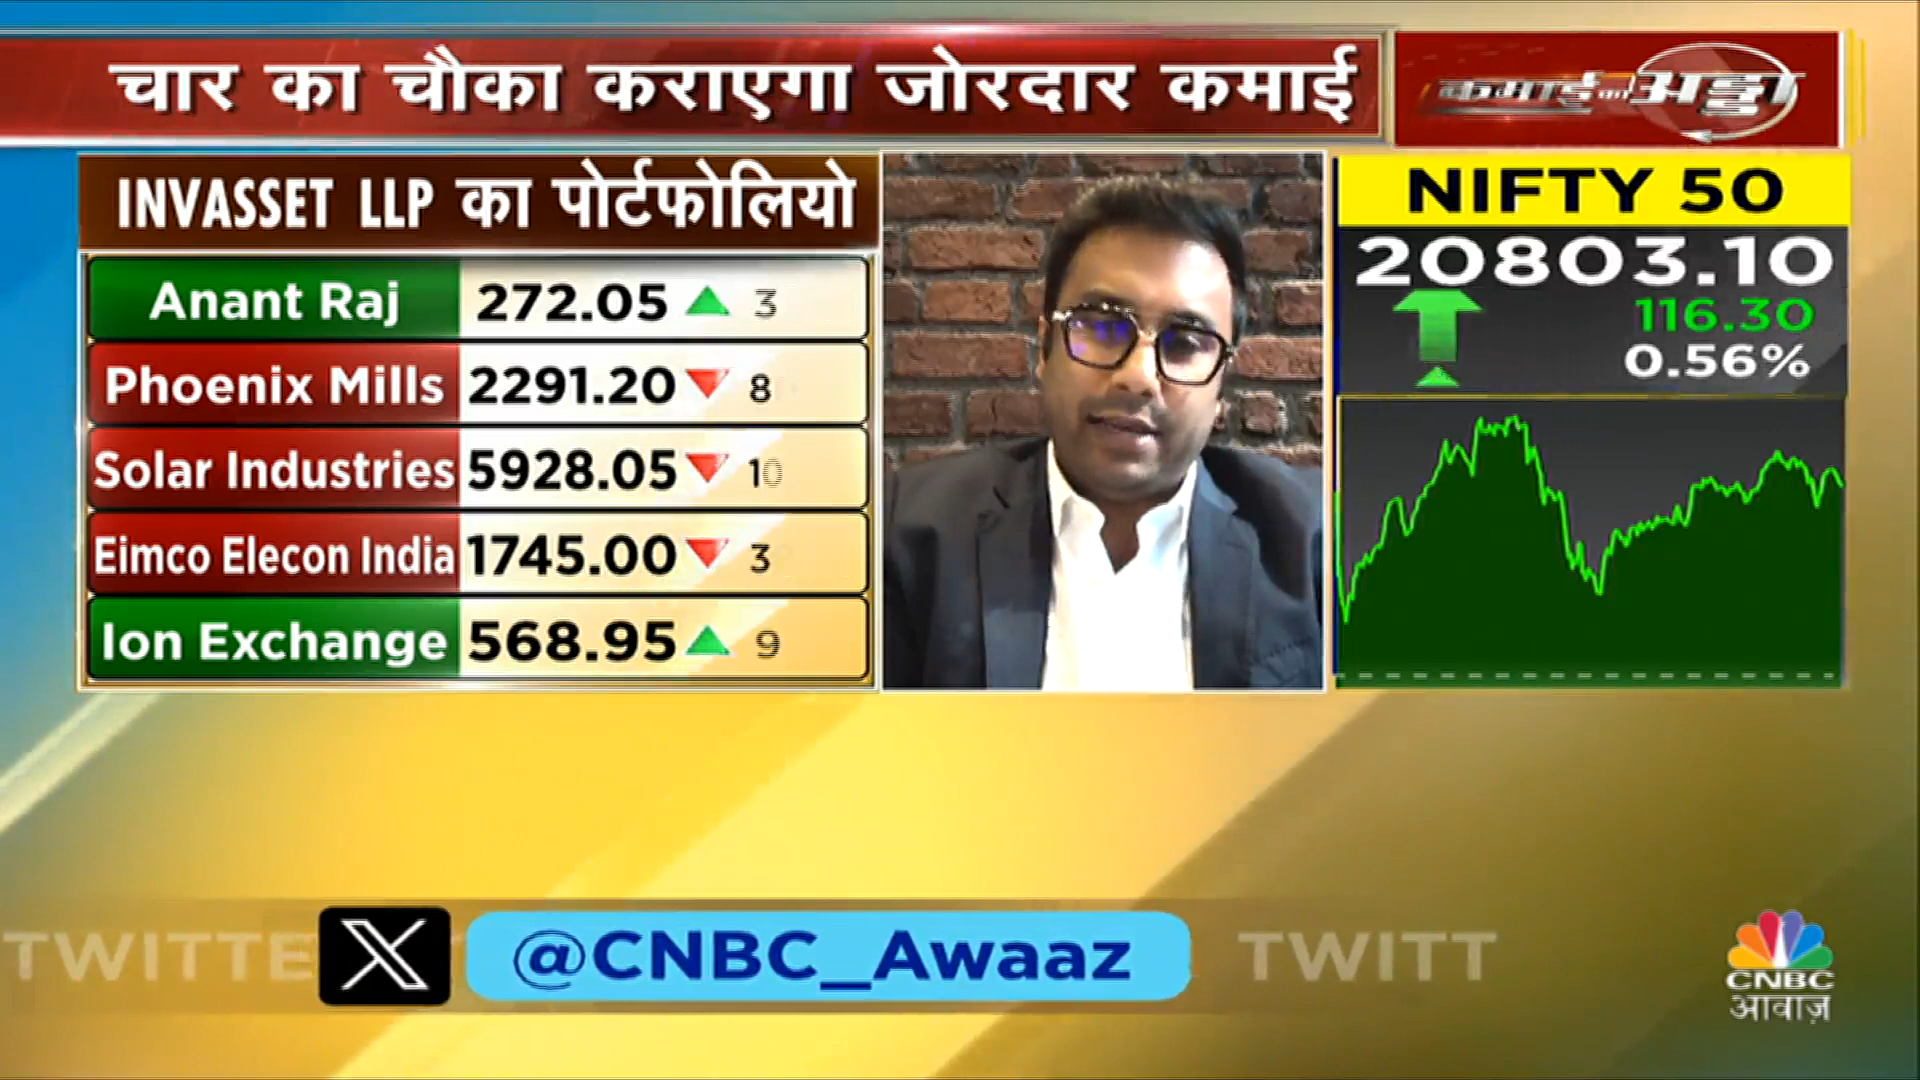 चार का चौका कराएगा जोरदार कमाई
कमाई का अड्डा
INVASSET LLP का पोर्टफोलियो
Anant Raj 272.05 3
Phoenix Mills 2291.20 8
Solar Industries 5928.05 10
Eimco Elecon India 1745.00 3
Ion Exchange 568.95 9
NIFTY 50
20803.10
116.30
0.56%
TWITTE
@CNBC_Awaaz
TWITT
CNBC
आवाज़